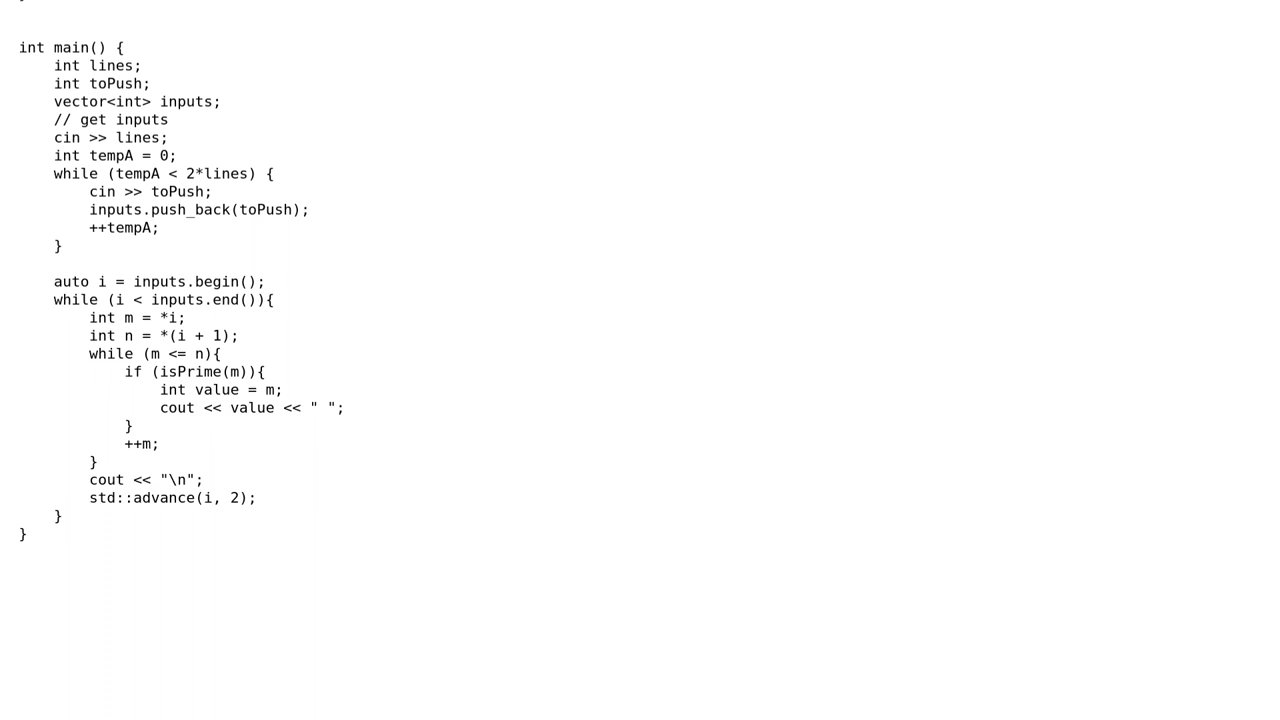 int main() {
    int lines;
    int toPush;
    vector<int> inputs;
    // get inputs
    cin >> lines;
    int tempA = 0;
    while (tempA < 2*lines) {
        cin >> toPush;
        inputs.push_back(toPush);
        ++tempA;
    }

    auto i = inputs.begin();
    while (i < inputs.end()){
        int m = *i;
        int n = *(i + 1);
        while (m <= n){
            if (isPrime(m)){
                int value = m;
                cout << value << " ";
            }
            ++m;
        }
        cout << "\n";
        std::advance(i, 2);
    }
}